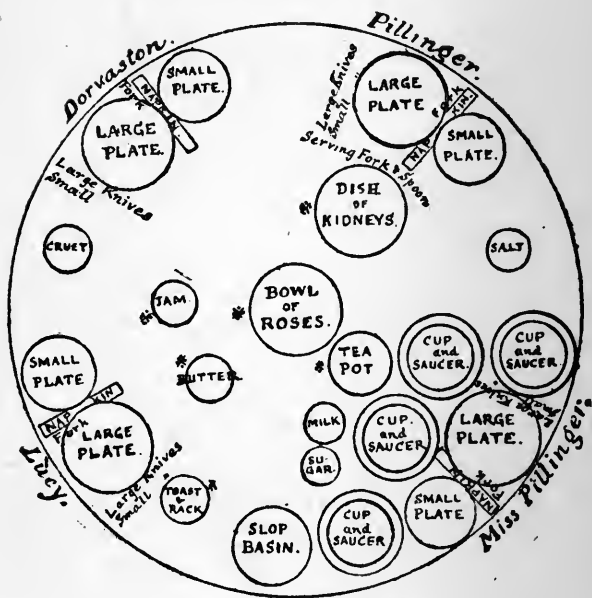 Dorvaston.
SMALL
PLATE.
NAPKIN.
Fork
LARGE
PLATE.
Large Knives
Small "
Pillinger.
Large Knives
Small "
LARGE
PLATE
Fork
NAPKIN.
SMALL
PLATE.
Serving Fork & Spoon
DISH
OF
KIDNEYS.
CRUET
SALT
JAM.
BOWL
OF
ROSES.
BUTTER
TEA
POT
CUP
and
SAUCER.
CUP
and
SAUCER.
SMALL
PLATE
NAPKIN
Fork
LARGE
PLATE.
Large Knives
Small "
Lucy.
TOAST
RACK
MILK
SU-
GAR.
CUP.
and
SAUCER
Large Knives
Small
LARGE
PLATE.
Fork
NAPKIN
SMALL
PLATE
Miss Pillinger.
SLOP
BASIN.
CUP
and
SAUCER